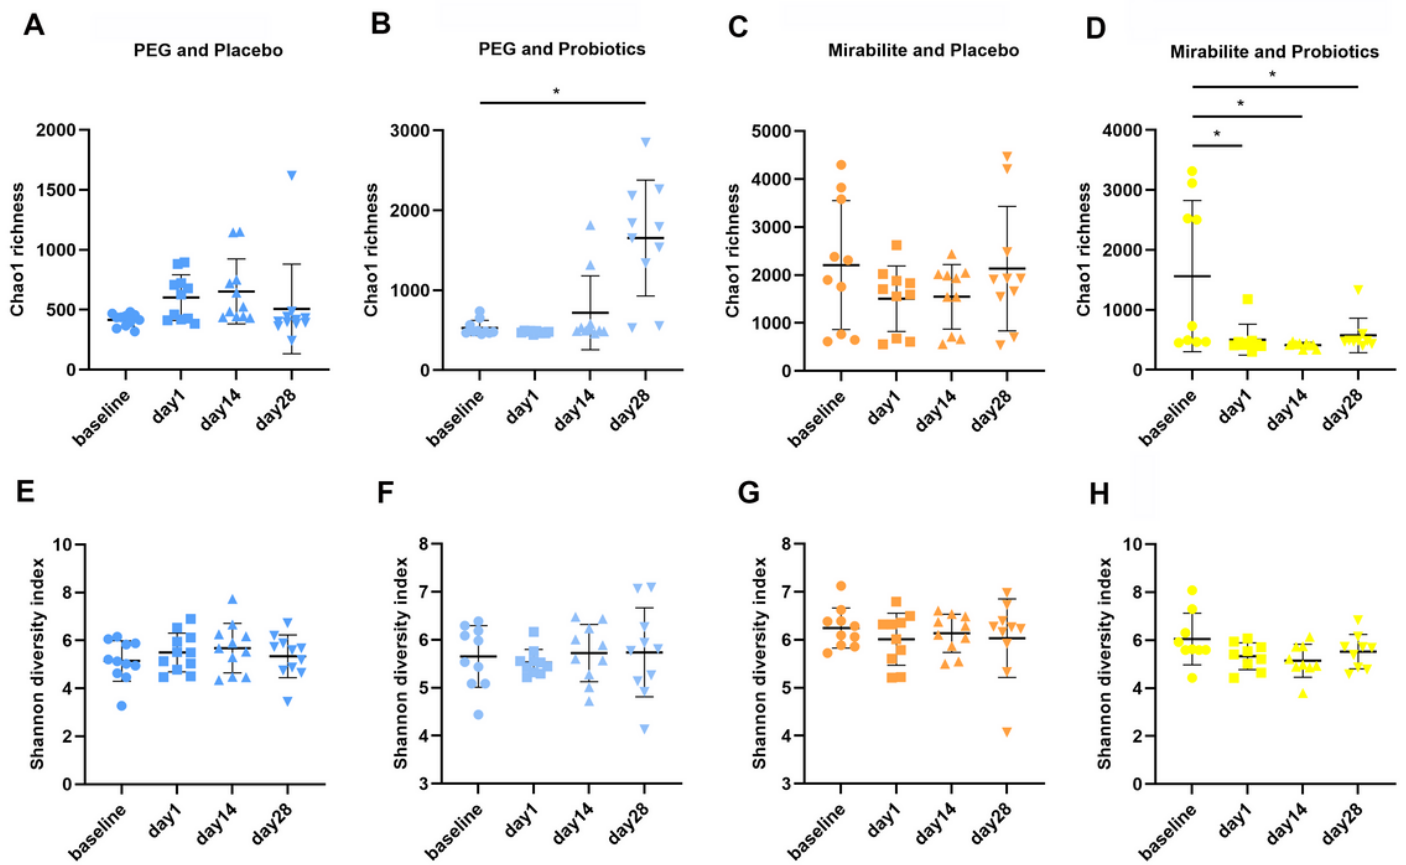 A
PEG and Placebo
Chao1 richness
2000
1500
1000
500
0
baseline
day1
day14
day28
B
PEG and Probiotics
*
Chao1 richness
3000
2000
1000
0
baseline
day1
day14
day28
C
Mirabilite and Placebo
Chao1 richness
5000
4000
3000
2000
1000
0
baseline
day1
day14
day28
D
Mirabilite and Probiotics
*
*
*
Chao1 richness
4000
3000
2000
1000
0
baseline
day1
day14
day28
E
Shannon diversity index
10
8
6
4
2
0
baseline
day1
day14
day28
F
Shannon diversity index
8
7
6
5
4
3
baseline
day1
day14
day28
G
Shannon diversity index
8
7
6
5
4
3
baseline
day1
day14
day28
H
Shannon diversity index
10
8
6
4
2
0
baseline
day1
day14
day28